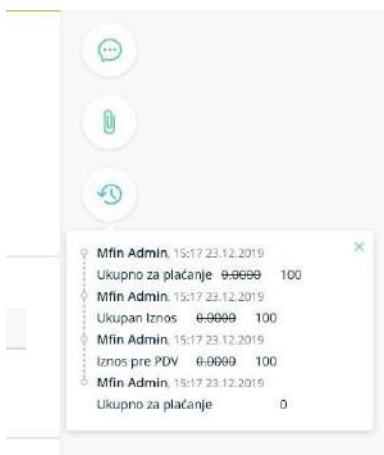 Mfin Admin, 15:17 23.12.2019
Ukupno za plaćanje 0.0000 100
Mfin Admin, 15:17 23.12.2019
Ukupan Iznos 0.0000 100
Mfin Admin, 15:17 23.12.2019
Iznos pre PDV 0.0000 100
Mfin Admin, 15:17 23.12.2019
Ukupno za plaćanje 0